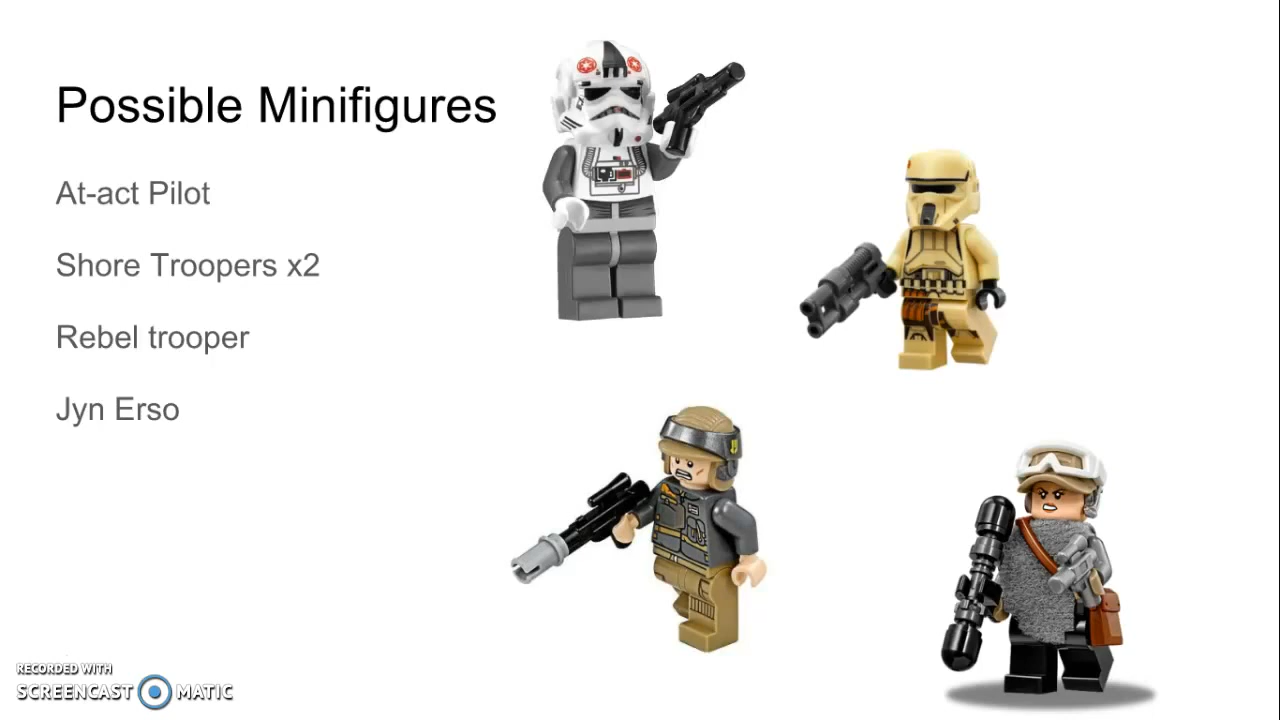 Possible Minifigures
At-act Pilot
Shore Troopers x2
Rebel trooper
Jyn Erso
RECORDED WITH
SCREENCAST MATIC